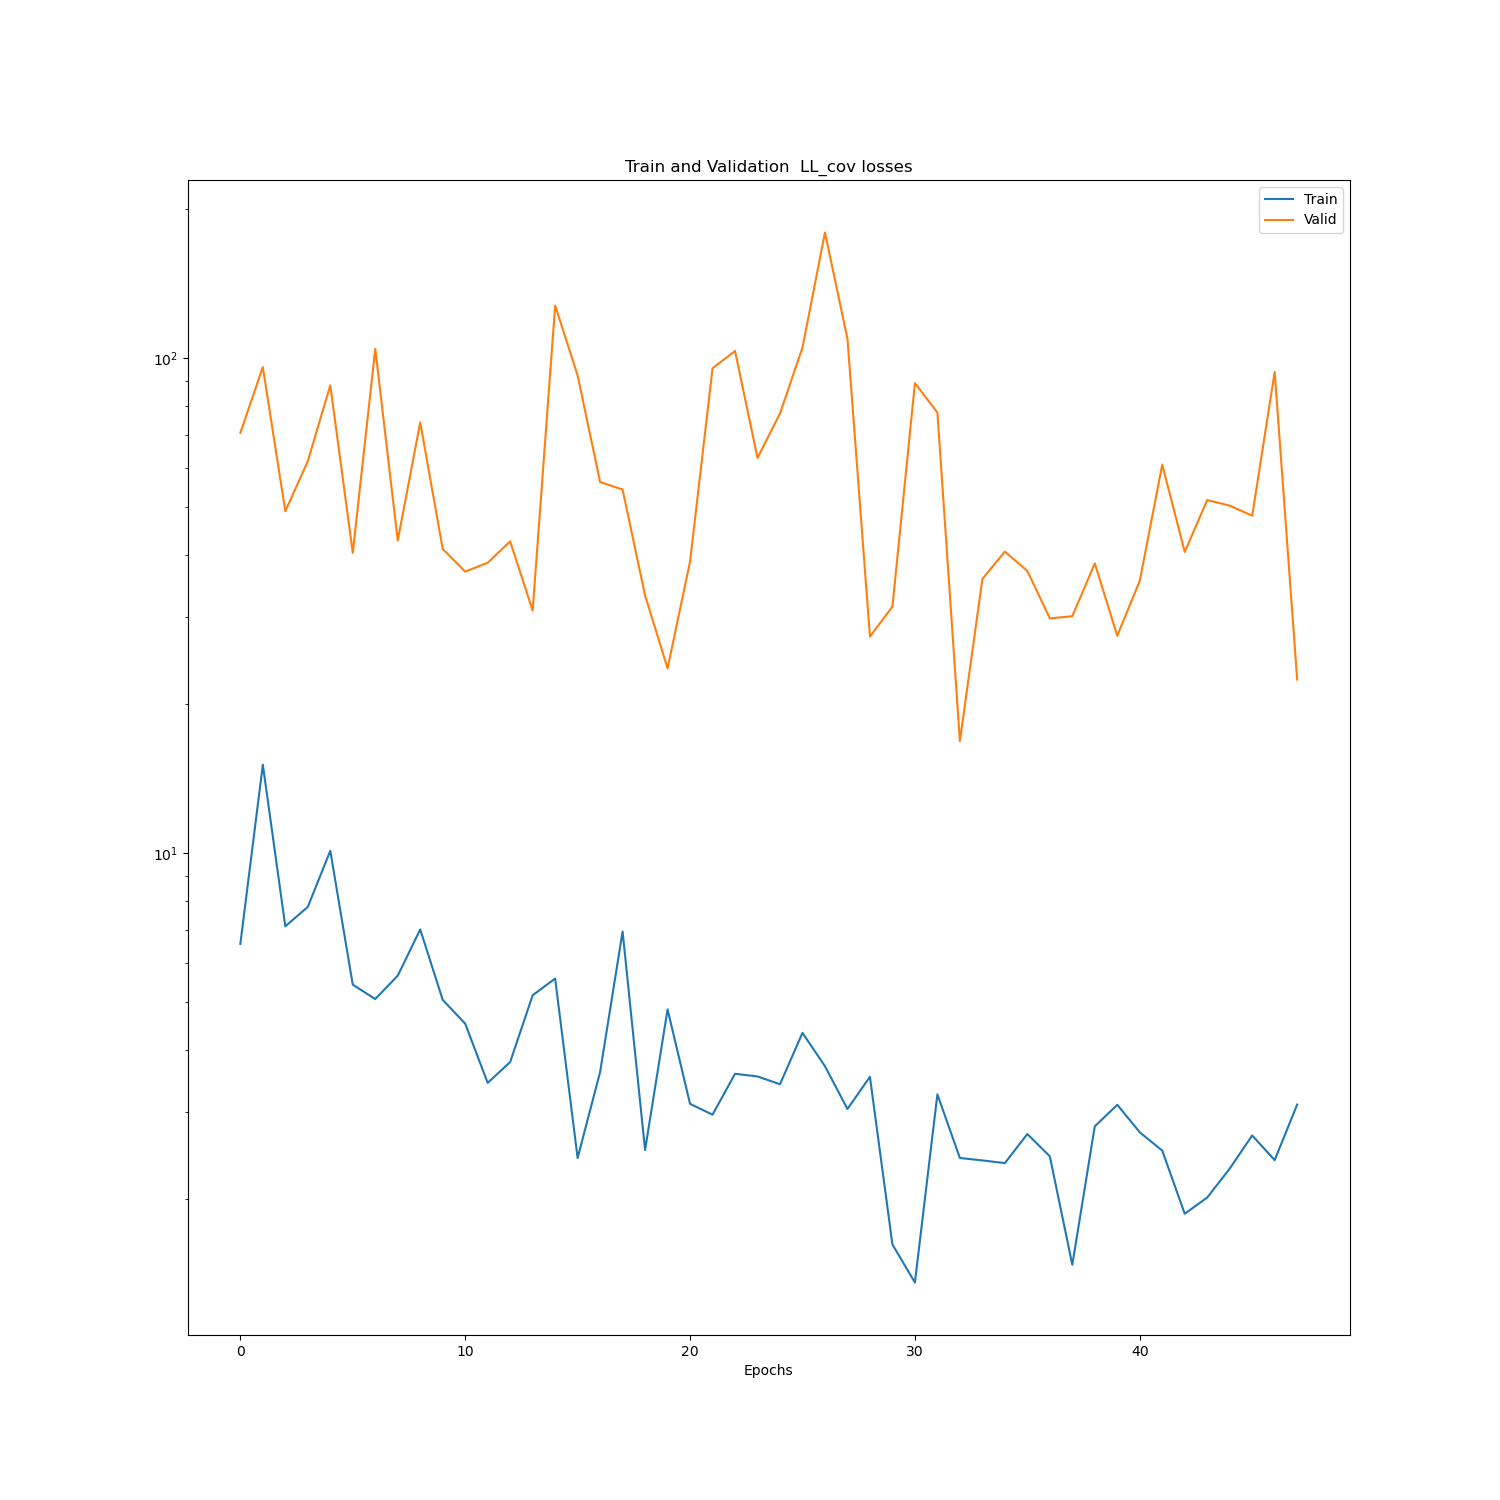 Train and Validation  LL_cov losses
Train
Valid
10²
10¹
0 10 20 30 40
Epochs